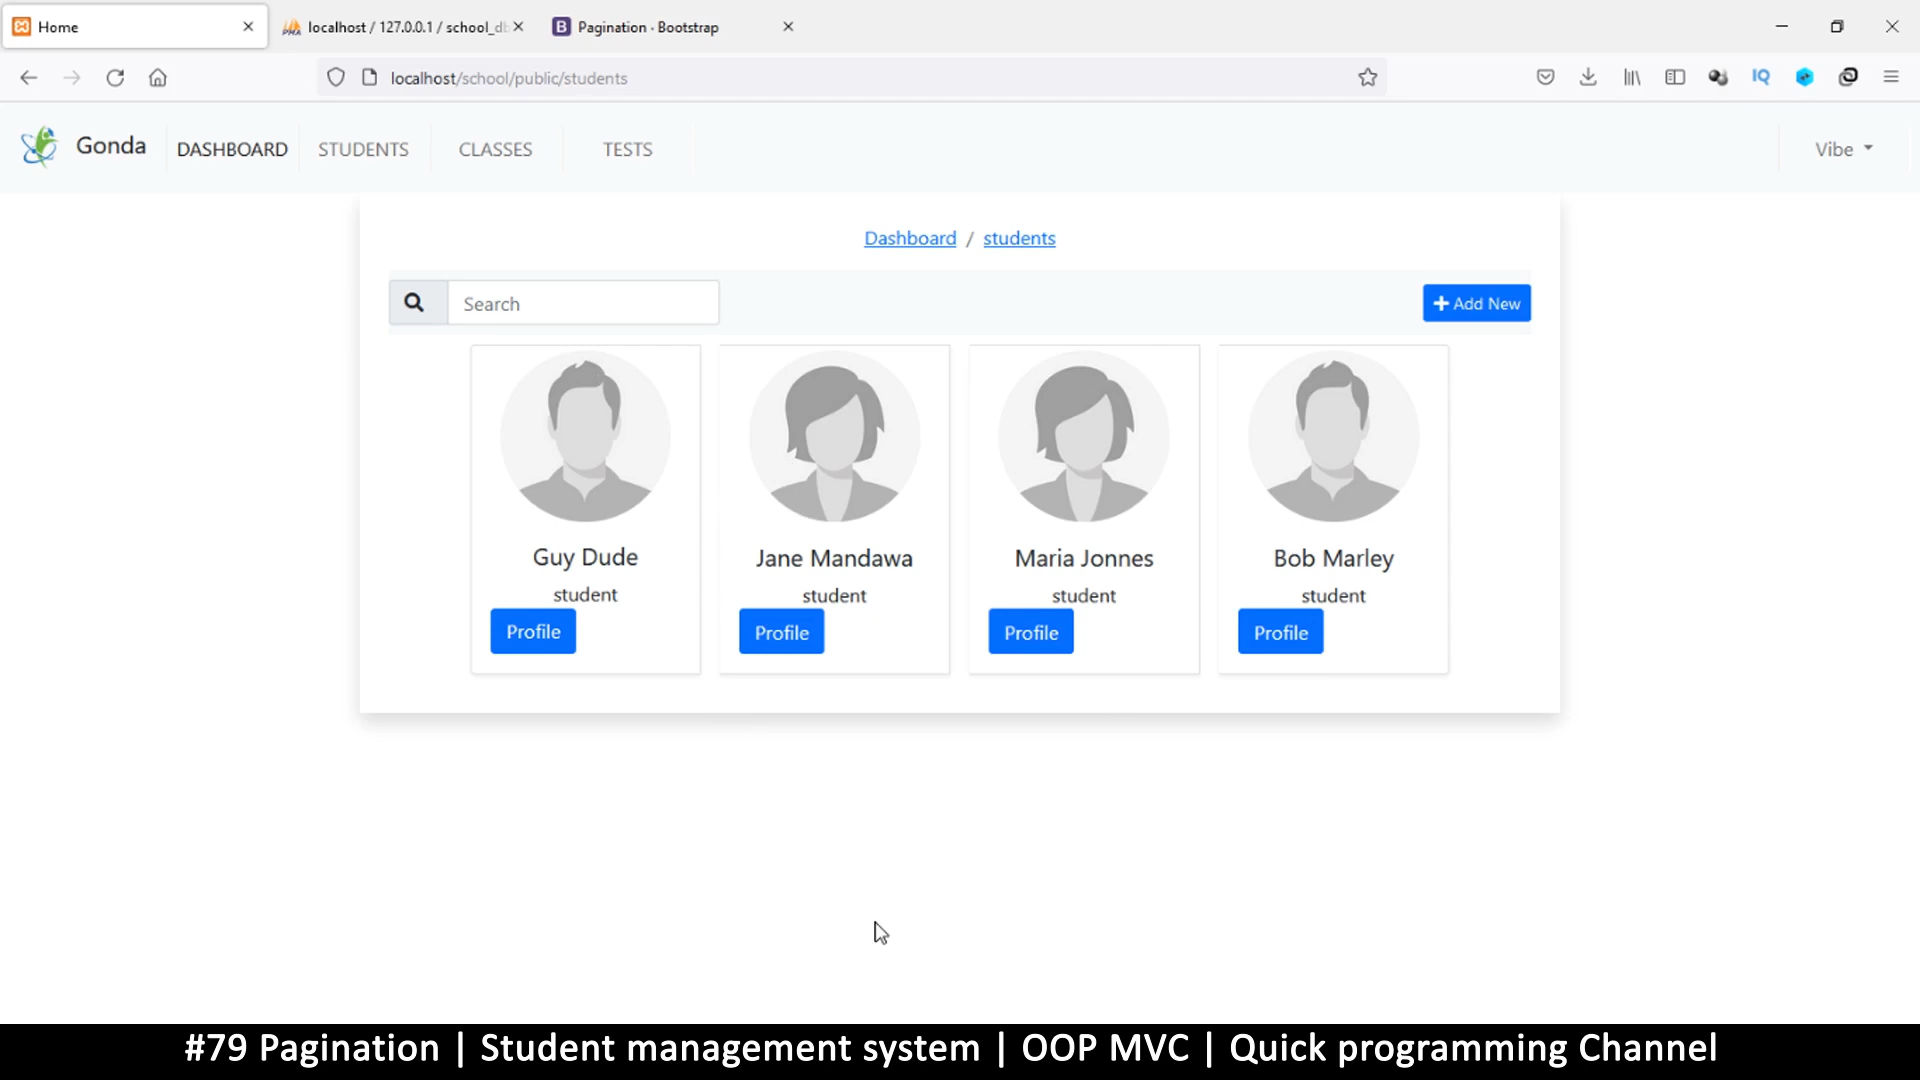 Home
localhost / 127.0.0.1 / school_db
Pagination · Bootstrap
localhost/school/public/students
IQ
Gonda
DASHBOARD
STUDENTS
CLASSES
TESTS
Vibe
Dashboard / students
Search
Add New
Guy Dude
student
Profile
Jane Mandawa
student
Profile
Maria Jonnes
student
Profile
Bob Marley
student
Profile
#79 Pagination | Student management system | OOP MVC | Quick programming Channel